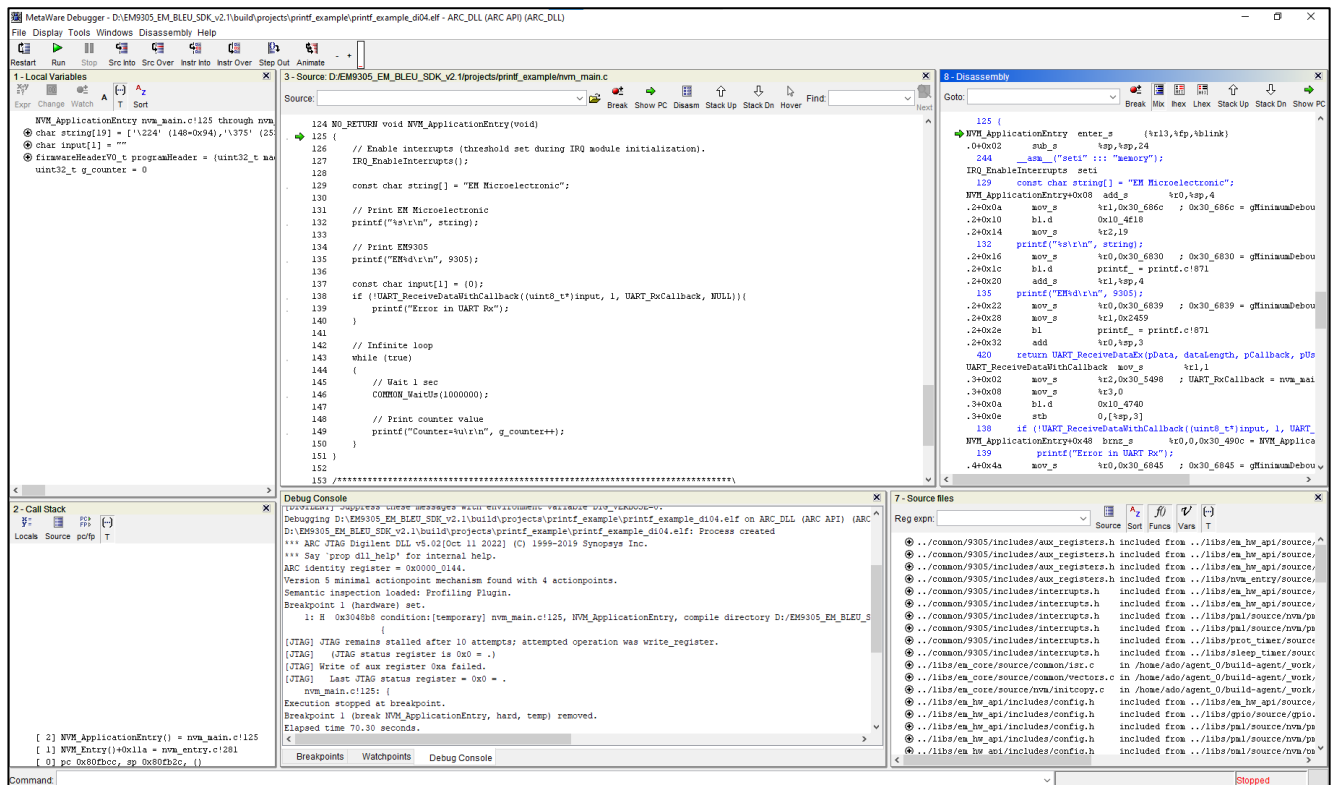 MetaWare Debugger - D:\EM9305_EM_BLEU_SDK_v2.1\build\projects\printf_example\printf_example_di04.elf - ARC_DLL (ARC API) (ARC_DLL)
File Display Tools Windows Disassembly Help
Restart Run Stop Src Into Src Over Instr Into Instr Over Step Out Animate - +
1 - Local Variables
Expr Change Watch A T Sort
NVM_ApplicationEntry nvm_main.c!125 through nvm_
char string[19] = ['\224' (148=0x94),'\375' (25
char input[1] = ""
firmwareHeaderV0_t programHeader = {uint32_t mag
uint32_t g_counter = 0
3 - Source: D:/EM9305_EM_BLEU_SDK_v2.1/projects/printf_example/nvm_main.c
Source: Break Show PC Disasm Stack Up Stack Dn Hover Find: Next
124 NO_RETURN void NVM_ApplicationEntry(void)
125 {
126 // Enable interrupts (threshold set during IRQ module initialization).
127 IRQ_EnableInterrupts();
128
129 const char string[] = "EM Microelectronic";
130
131 // Print EM Microelectronic
132 printf("%s\r\n", string);
133
134 // Print EM9305
135 printf("EM%d\r\n", 9305);
136
137 const char input[1] = {0};
138 if (!UART_ReceiveDataWithCallback((uint8_t*)input, 1, UART_RxCallback, NULL)){
139 printf("Error in UART Rx");
140 }
141
142 // Infinite loop
143 while (true)
144 {
145 // Wait 1 sec
146 COMMON_WaitUs(1000000);
147
148 // Print counter value
149 printf("Counter=%u\r\n", g_counter++);
150 }
151 }
152
153 /***************************************************************************\
8 - Disassembly
Goto: Break Mix Ihex Lhex Stack Up Stack Dn Show PC
125 {
NVM_ApplicationEntry enter_s {%r13,%fp,%blink}
.0+0x02 sub_s %sp,%sp,24
244 __asm__("seti" ::: "memory");
IRQ_EnableInterrupts seti
129 const char string[] = "EM Microelectronic";
NVM_ApplicationEntry+0x08 add_s %r0,%sp,4
.2+0x0a mov_s %r1,0x30_686c ; 0x30_686c = gMinimumDebou
.2+0x10 bl.d 0x10_4f18
.2+0x14 mov_s %r2,19
132 printf("%s\r\n", string);
.2+0x16 mov_s %r0,0x30_6830 ; 0x30_6830 = gMinimumDebou
.2+0x1c bl.d printf_ = printf.c!871
.2+0x20 add_s %r1,%sp,4
135 printf("EM%d\r\n", 9305);
.2+0x22 mov_s %r0,0x30_6839 ; 0x30_6839 = gMinimumDebou
.2+0x28 mov_s %r1,0x2459
.2+0x2e bl printf_ = printf.c!871
.2+0x32 add %r0,%sp,3
420 return UART_ReceiveDataEx(pData, dataLength, pCallback, pUs
UART_ReceiveDataWithCallback mov_s %r1,1
.3+0x02 mov_s %r2,0x30_5498 ; UART_RxCallback = nvm_mai
.3+0x08 mov_s %r3,0
.3+0x0a bl.d 0x10_4740
.3+0x0e stb 0,[%sp,3]
138 if (!UART_ReceiveDataWithCallback((uint8_t*)input, 1, UART_
NVM_ApplicationEntry+0x48 brnz_s %r0,0,0x30_490c = NVM_Applica
139 printf("Error in UART Rx");
.4+0x4a mov_s %r0,0x30_6845 ; 0x30_6845 = gMinimumDebou
2 - Call Stack
Locals Source pc/fp T
[ 2] NVM_ApplicationEntry() = nvm_main.c!125
[ 1] NVM_Entry()+0x11a = nvm_entry.c!281
[ 0] pc 0x80fbcc, sp 0x80fb2c, ()
Debug Console
[DIGILENT] Suppress these messages with environment variable DIG_VERBOSE=0.
Debugging D:\EM9305_EM_BLEU_SDK_v2.1\build\projects\printf_example\printf_example_di04.elf on ARC_DLL (ARC API) (ARC
D:\EM9305_EM_BLEU_SDK_v2.1\build\projects\printf_example\printf_example_di04.elf: Process created
*** ARC JTAG Digilent DLL v5.02[Oct 11 2022] (C) 1999-2019 Synopsys Inc.
*** Say `prop dll_help' for internal help.
ARC identity register = 0x0000_0144.
Version 5 minimal actionpoint mechanism found with 4 actionpoints.
Semantic inspection loaded: Profiling Plugin.
Breakpoint 1 (hardware) set.
1: H 0x3048b8 condition:[temporary] nvm_main.c!125, NVM_ApplicationEntry, compile directory D:/EM9305_EM_BLEU_S
{
[JTAG] JTAG remains stalled after 10 attempts; attempted operation was write_register.
[JTAG] (JTAG status register is 0x0 = .)
[JTAG] Write of aux register 0xa failed.
[JTAG] Last JTAG status register = 0x0 = .
nvm_main.c!125: {
Execution stopped at breakpoint.
Breakpoint 1 (break NVM_ApplicationEntry, hard, temp) removed.
Elapsed time 70.30 seconds.
Breakpoints Watchpoints Debug Console
7 - Source files
Reg expn: Source Sort Funcs Vars T
../common/9305/includes/aux_registers.h included from ../libs/em_hw_api/source/
../common/9305/includes/aux_registers.h included from ../libs/em_hw_api/source/
../common/9305/includes/aux_registers.h included from ../libs/nvm_entry/source/
../common/9305/includes/interrupts.h included from ../libs/em_hw_api/source/
../common/9305/includes/interrupts.h included from ../libs/em_hw_api/source/
../common/9305/includes/interrupts.h included from ../libs/pml/source/nvm/pm
../common/9305/includes/interrupts.h included from ../libs/pml/source/nvm/pm
../common/9305/includes/interrupts.h included from ../libs/prot_timer/source
../common/9305/includes/interrupts.h included from ../libs/sleep_timer/sourc
../libs/em_core/source/common/isr.c in /home/ado/agent_0/build-agent/_work/
../libs/em_core/source/common/vectors.c in /home/ado/agent_0/build-agent/_work/
../libs/em_core/source/nvm/initcopy.c in /home/ado/agent_0/build-agent/_work/
../libs/em_hw_api/includes/config.h included from ../libs/em_hw_api/source/
../libs/em_hw_api/includes/config.h included from ../libs/gpio/source/gpio.
../libs/em_hw_api/includes/config.h included from ../libs/pml/source/nvm/pm
../libs/em_hw_api/includes/config.h included from ../libs/pml/source/nvm/pm
../libs/em_hw_api/includes/config.h included from ../libs/pml/source/nvm/pm
Command: Stopped